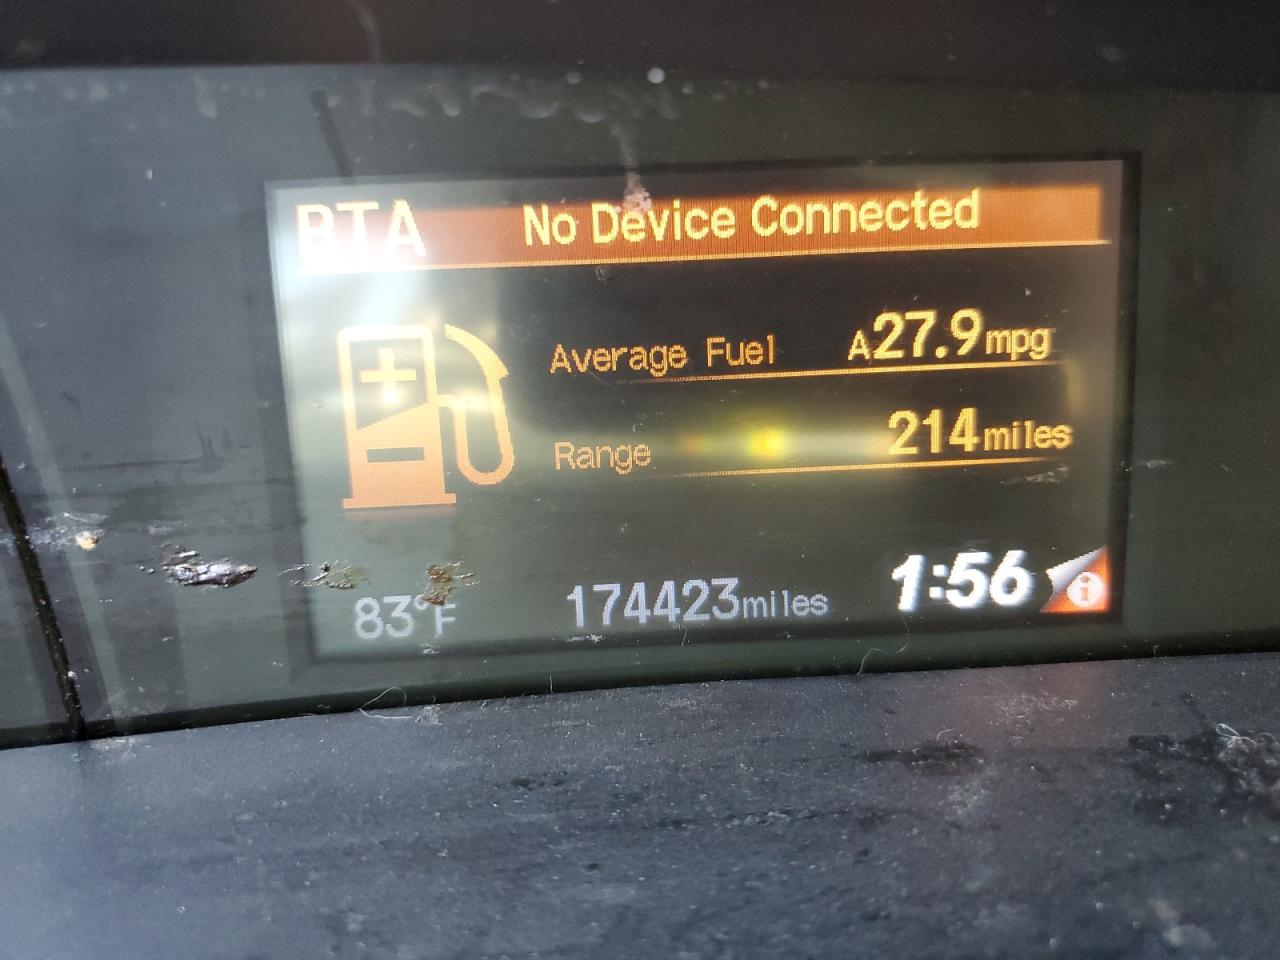 BTA No Device Connected
Average Fuel A27.9mpg
Range 214miles
83°F 174423miles 1:56 i